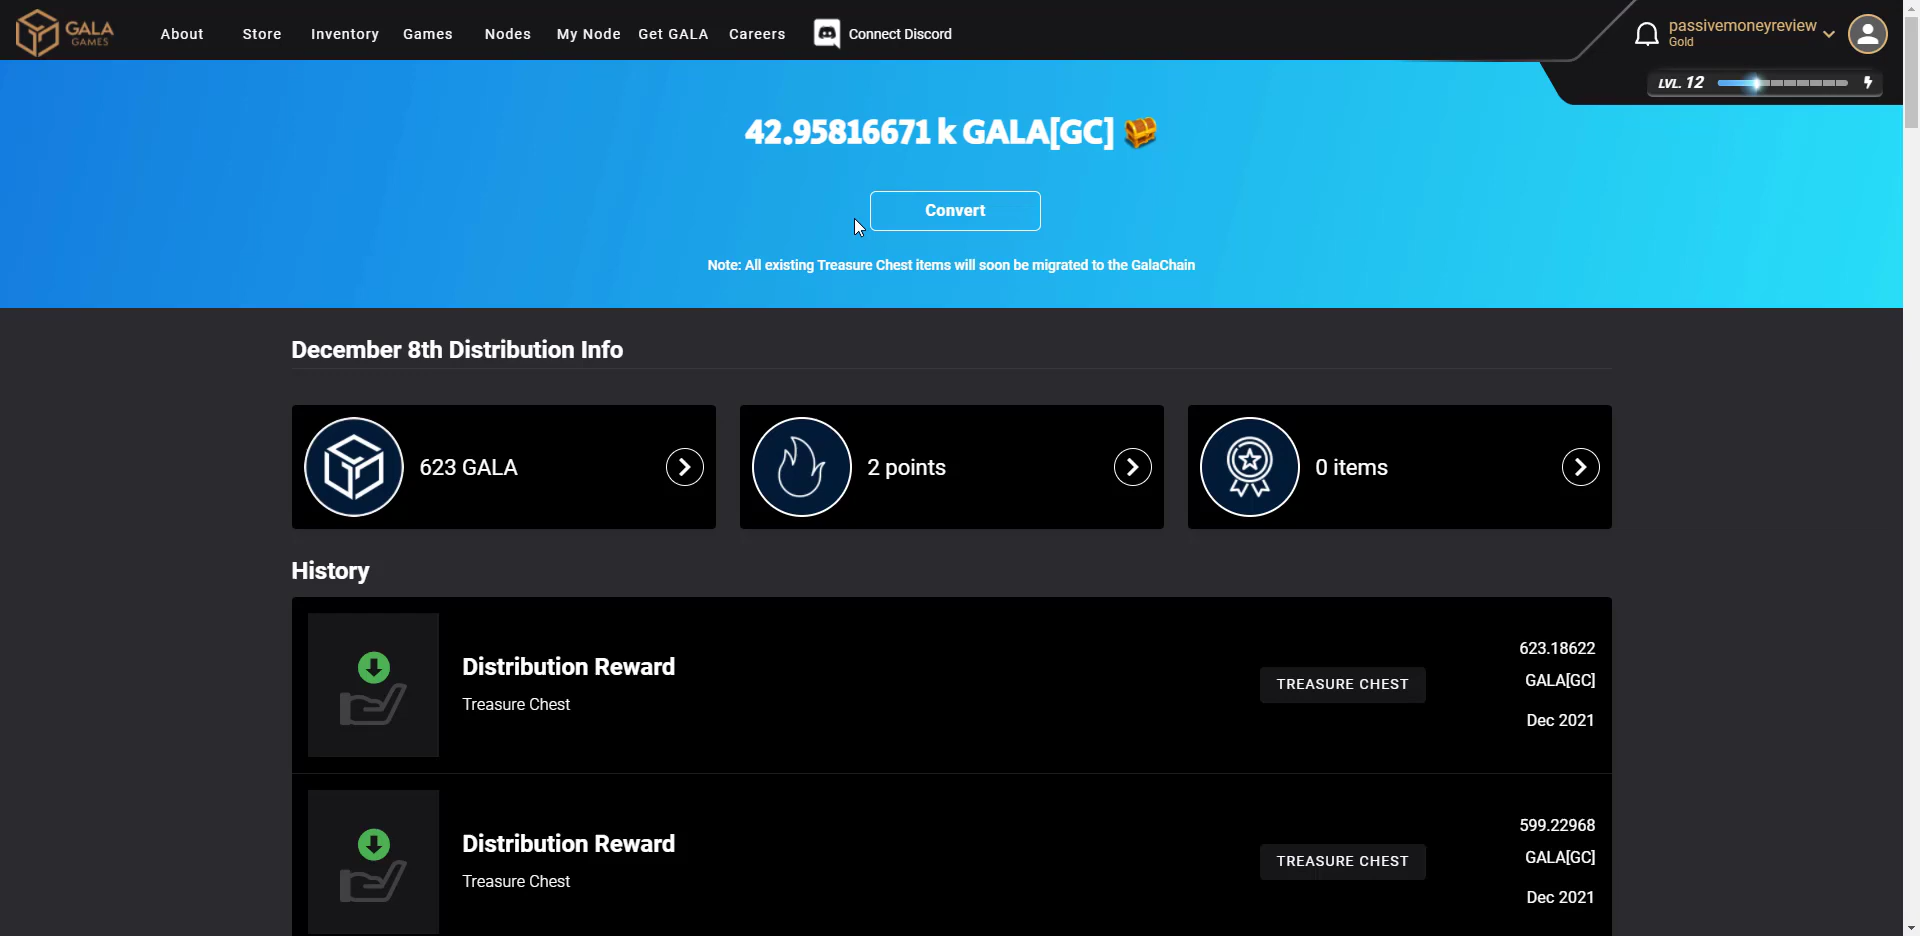 GALA
GAMES
About
Store
Inventory
Games
Nodes
My Node
Get GALA
Careers
Connect Discord
passivemoneyreview
Gold
LVL. 12
42.95816671 k GALA[GC]
Convert
Note: All existing Treasure Chest items will soon be migrated to the GalaChain
December 8th Distribution Info
623 GALA
2 points
0 items
History
Distribution Reward
Treasure Chest
TREASURE CHEST
623.18622
GALA[GC]
Dec 2021
Distribution Reward
Treasure Chest
TREASURE CHEST
599.22968
GALA[GC]
Dec 2021